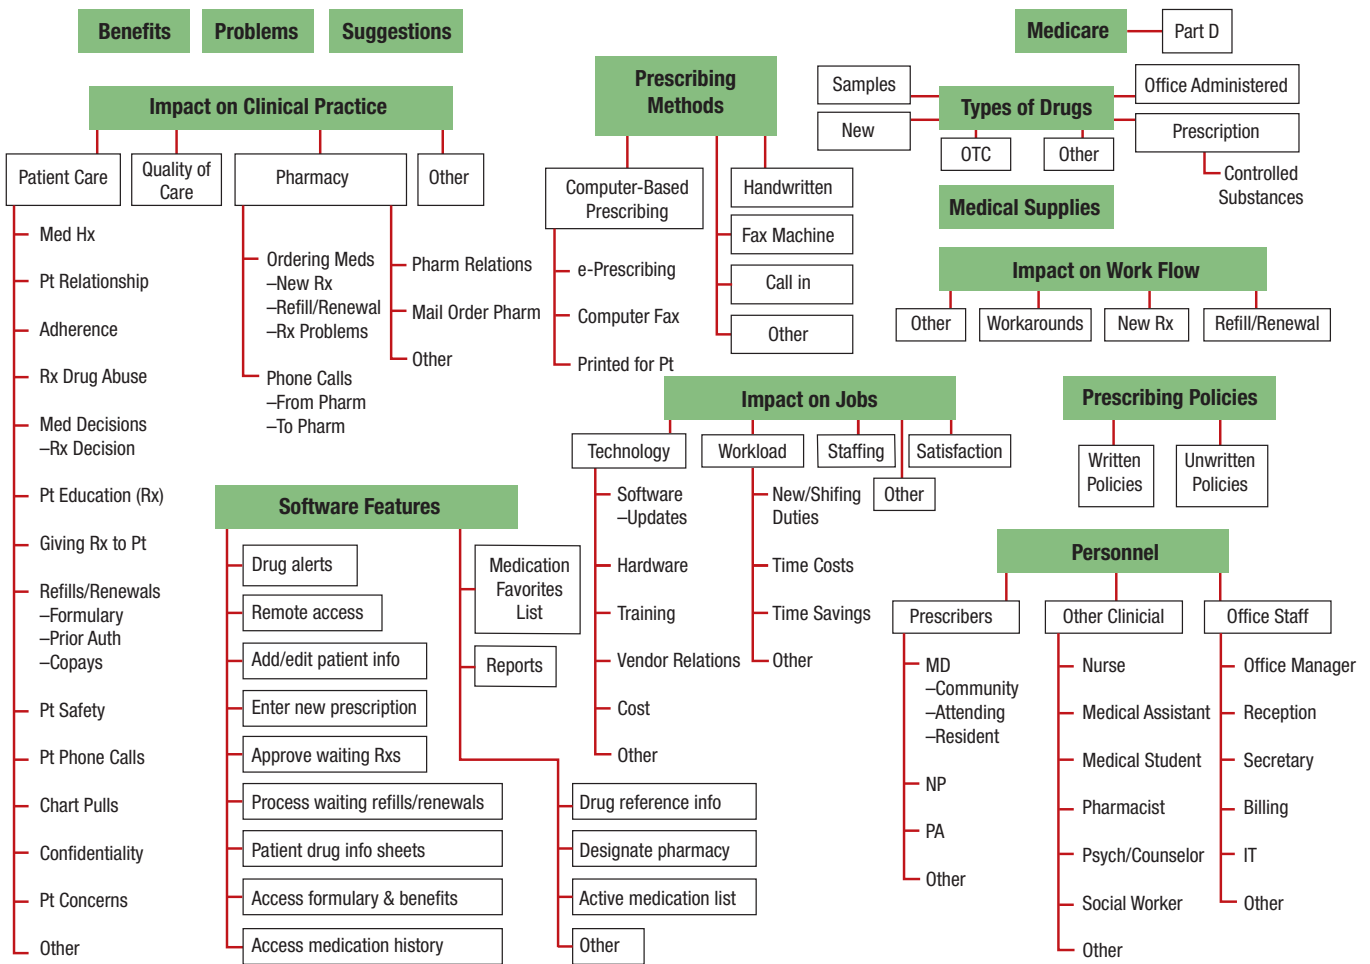 Benefits
Problems
Suggestions
Medicare
Part D
Impact on Clinical Practice
Patient Care
Quality of
Care
Pharmacy
Other
Med Hx
Pt Relationship
Adherence
Rx Drug Abuse
Med Decisions
–Rx Decision
Pt Education (Rx)
Giving Rx to Pt
Refills/Renewals
–Formulary
–Prior Auth
–Copays
Pt Safety
Pt Phone Calls
Chart Pulls
Confidentiality
Pt Concerns
Other
Ordering Meds
–New Rx
–Refill/Renewal
–Rx Problems
Phone Calls
–From Pharm
–To Pharm
Pharm Relations
Mail Order Pharm
Other
Prescribing
Methods
Computer-Based
Prescribing
e-Prescribing
Computer Fax
Printed for Pt
Handwritten
Fax Machine
Call in
Other
Types of Drugs
Samples
New
OTC
Other
Office Administered
Prescription
Controlled
Substances
Medical Supplies
Impact on Work Flow
Other
Workarounds
New Rx
Refill/Renewal
Impact on Jobs
Technology
Workload
Staffing
Other
Satisfaction
Software
–Updates
Hardware
Training
Vendor Relations
Cost
Other
New/Shifing
Duties
Time Costs
Time Savings
Other
Prescribing Policies
Written
Policies
Unwritten
Policies
Software Features
Drug alerts
Remote access
Add/edit patient info
Enter new prescription
Approve waiting Rxs
Process waiting refills/renewals
Patient drug info sheets
Access formulary & benefits
Access medication history
Medication
Favorites
List
Reports
Drug reference info
Designate pharmacy
Active medication list
Other
Personnel
Prescribers
Other Clinicial
Office Staff
MD
–Community
–Attending
–Resident
NP
PA
Other
Nurse
Medical Assistant
Medical Student
Pharmacist
Psych/Counselor
Social Worker
Other
Office Manager
Reception
Secretary
Billing
IT
Other